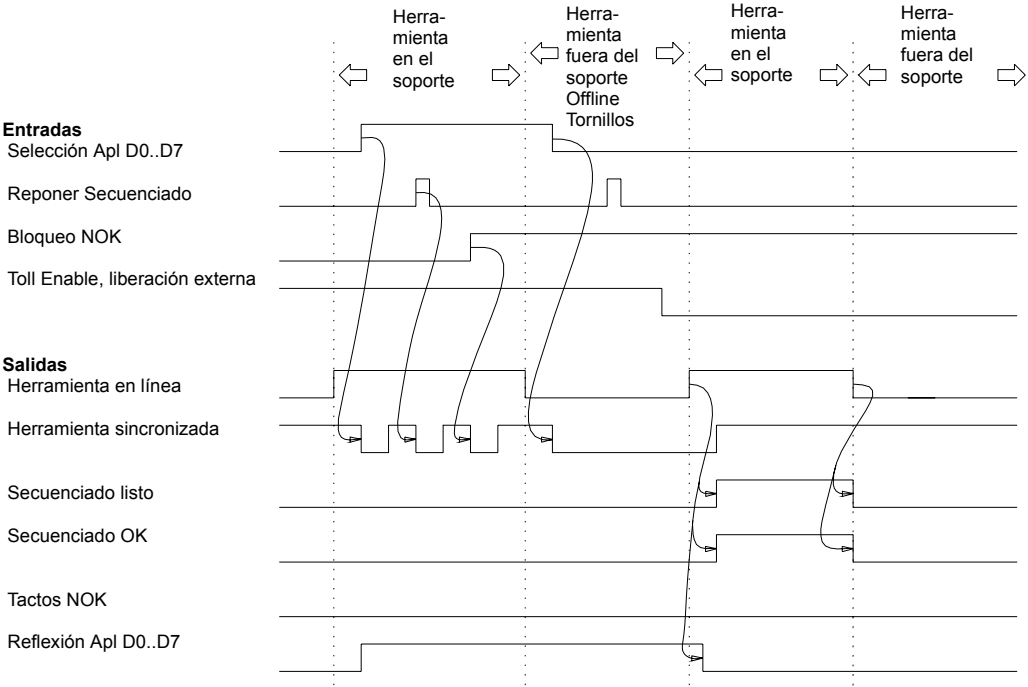 Herra-
mienta
en el
soporte
Herra-
mienta
fuera del
soporte
Offline
Tornillos
Herra-
mienta
en el
soporte
Herra-
mienta
fuera del
soporte
Entradas
Selección Apl D0..D7
Reponer Secuenciado
Bloqueo NOK
Toll Enable, liberación externa
Salidas
Herramienta en línea
Herramienta sincronizada
Secuenciado listo
Secuenciado OK
Tactos NOK
Reflexión Apl D0..D7